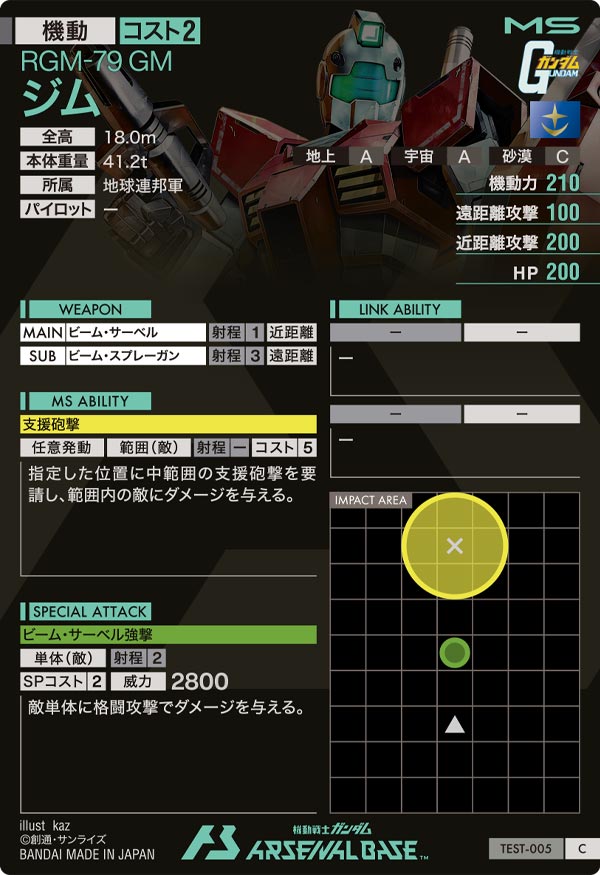 機動 コスト2
MS
RGM-79 GM
機動戦士ガンダム GUNDAM
ジム
全高 18.0m
本体重量 41.2t
所属 地球連邦軍
パイロット —
地上 A 宇宙 A 砂漠 C
機動力 210
遠距離攻撃 100
近距離攻撃 200
HP 200
WEAPON
MAIN ビーム・サーベル 射程 1 近距離
SUB ビーム・スプレーガン 射程 3 遠距離
LINK ABILITY
— —
—
— —
—
MS ABILITY
支援砲撃
任意発動 範囲(敵) 射程 — コスト 5
指定した位置に中範囲の支援砲撃を要
請し、範囲内の敵にダメージを与える。
IMPACT AREA
SPECIAL ATTACK
ビーム・サーベル強撃
単体(敵) 射程 2
SPコスト 2 威力 2800
敵単体に格闘攻撃でダメージを与える。
illust kaz
©創通・サンライズ
BANDAI MADE IN JAPAN
機動戦士ガンダム
AB ARSENAL BASE™
TEST-005 C